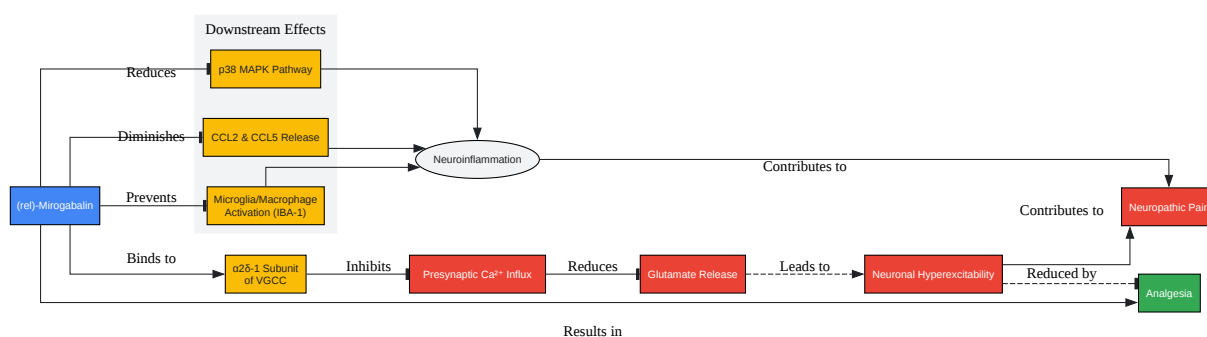 Downstream Effects
p38 MAPK Pathway
Reduces
CCL2 & CCL5 Release
Diminishes
Neuroinflammation
Contributes to
Microglia/Macrophage
Activation (IBA-1)
Prevents
(rel)-Mirogabalin
Contributes to
Neuropathic Pain
Binds to
α2δ-1 Subunit
of VGCC
Inhibits
Presynaptic Ca²⁺ Influx
Reduces
Glutamate Release
Leads to
Neuronal Hyperexcitability
Reduced by
Analgesia
Results in